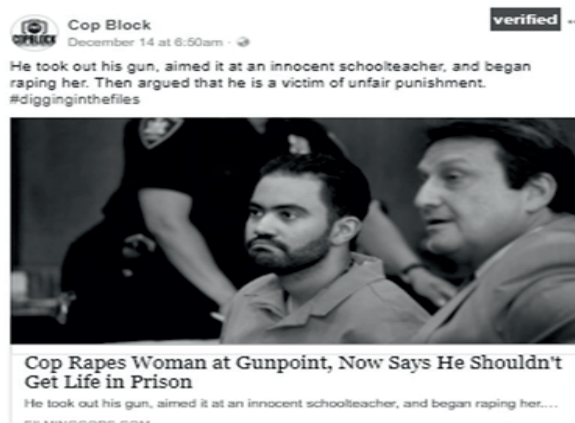 Cop Block
verified
December 14 at 6:50am
COPBLOCK
He took out his gun, aimed it at an innocent schoolteacher, and began
raping her. Then argued that he is a victim of unfair punishment.
#digginginthefiles
Cop Rapes Woman at Gunpoint, Now Says He Shouldn't
Get Life in Prison
He took out his gun, aimed it at an innocent schoolteacher, and began raping her....